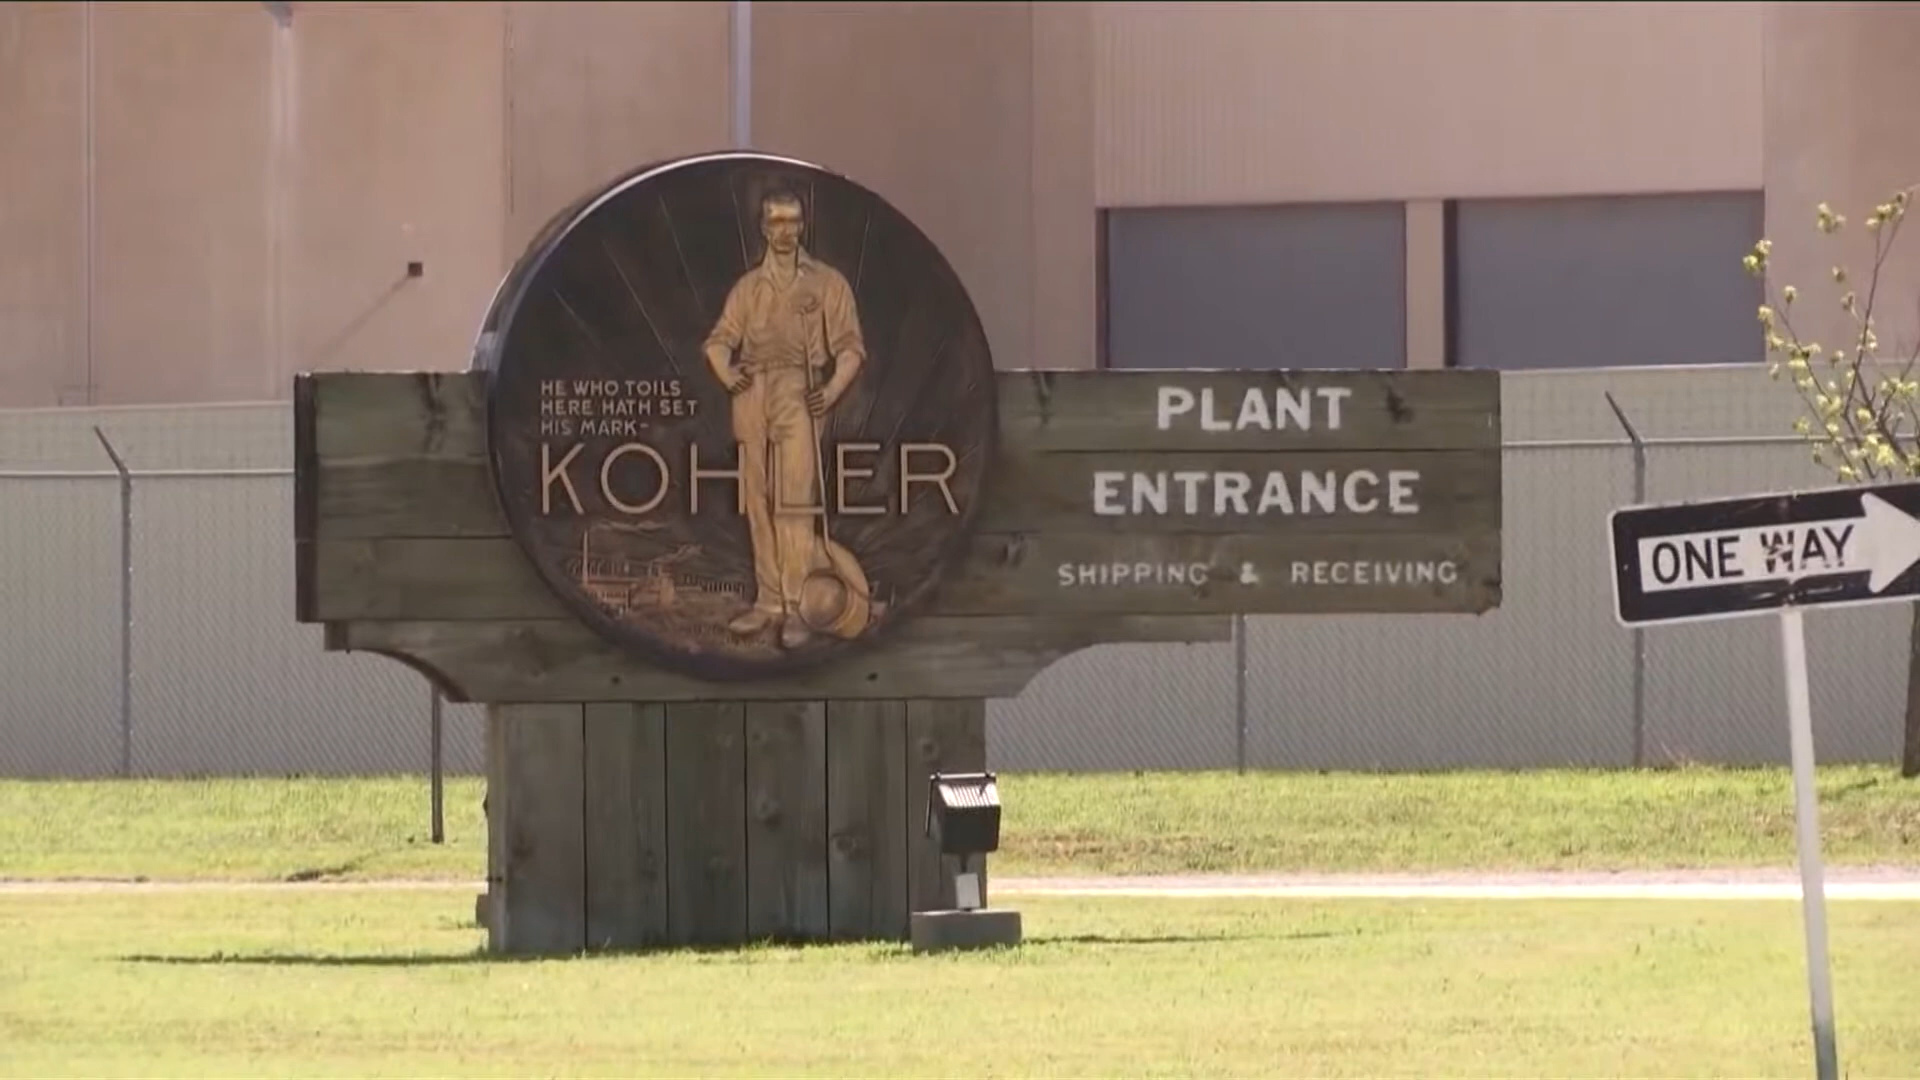 HE WHO TOILS
HERE HATH SET
HIS MARK-
KOHLER
PLANT
ENTRANCE
SHIPPING & RECEIVING
ONE WAY